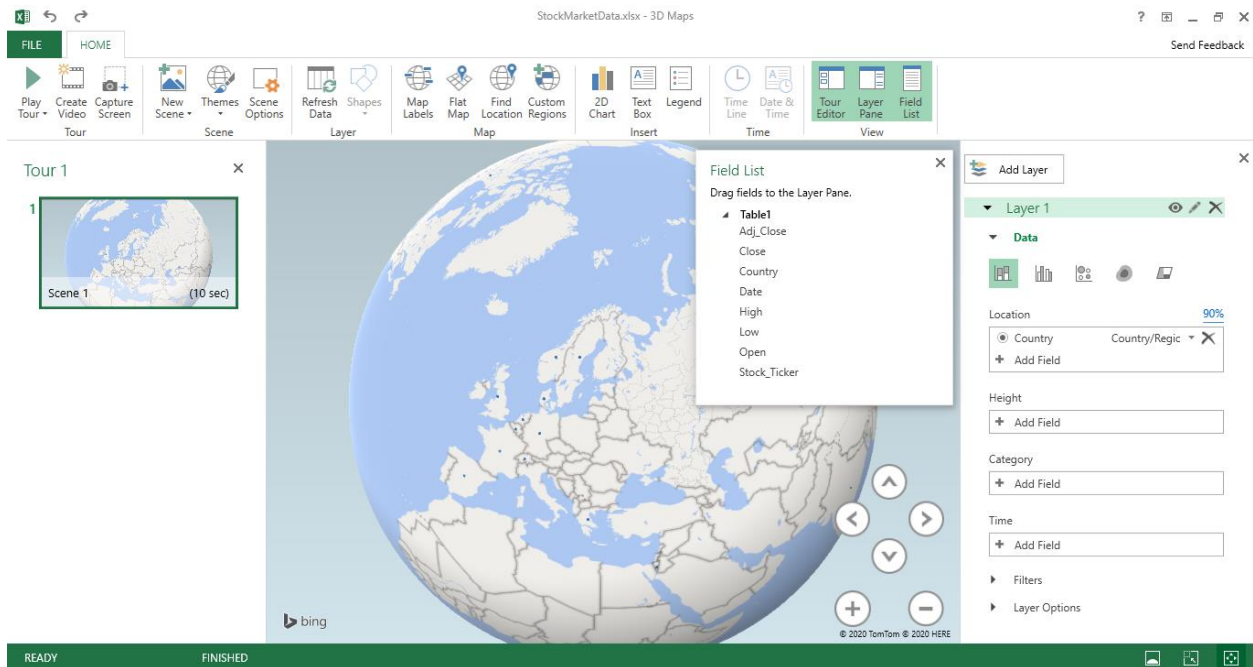 StockMarketData.xlsx - 3D Maps
?
FILE
HOME
Send Feedback
Play Tour
Create Video
Capture Screen
New Scene
Themes
Scene Options
Refresh Data
Shapes
Map Labels
Flat Map
Find Location
Custom Regions
2D Chart
Text Box
Legend
Time Line
Date & Time
Tour Editor
Layer Pane
Field List
Tour
Scene
Layer
Map
Insert
Time
View
Tour 1
1
Scene 1
(10 sec)
Field List
Drag fields to the Layer Pane.
Table1
Adj_Close
Close
Country
Date
High
Low
Open
Stock_Ticker
bing
© 2020 TomTom © 2020 HERE
Add Layer
Layer 1
Data
Location 90%
Country Country/Regic
+ Add Field
Height
+ Add Field
Category
+ Add Field
Time
+ Add Field
Filters
Layer Options
READY
FINISHED